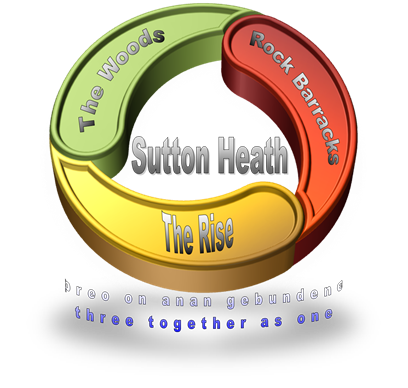 The Woods
Rock Barracks
Sutton Heath
The Rise
þreo on anan gebundene
three together as one